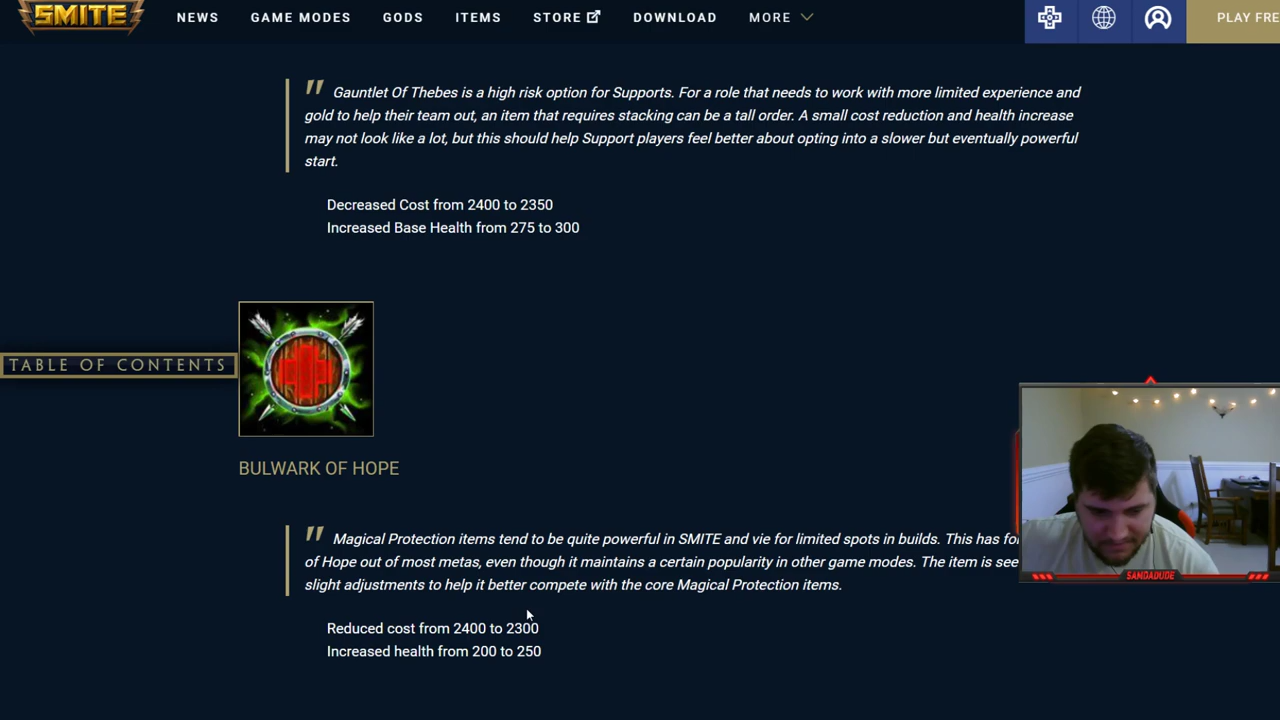 SMITE NEWS GAME MODES GODS ITEMS STORE DOWNLOAD MORE PLAY FRE
" Gauntlet Of Thebes is a high risk option for Supports. For a role that needs to work with more limited experience and
gold to help their team out, an item that requires stacking can be a tall order. A small cost reduction and health increase
may not look like a lot, but this should help Support players feel better about opting into a slower but eventually powerful
start.
Decreased Cost from 2400 to 2350
Increased Base Health from 275 to 300
TABLE OF CONTENTS
BULWARK OF HOPE
" Magical Protection items tend to be quite powerful in SMITE and vie for limited spots in builds. This has fo
of Hope out of most metas, even though it maintains a certain popularity in other game modes. The item is see
slight adjustments to help it better compete with the core Magical Protection items.
SANDADUDE
Reduced cost from 2400 to 2300
Increased health from 200 to 250